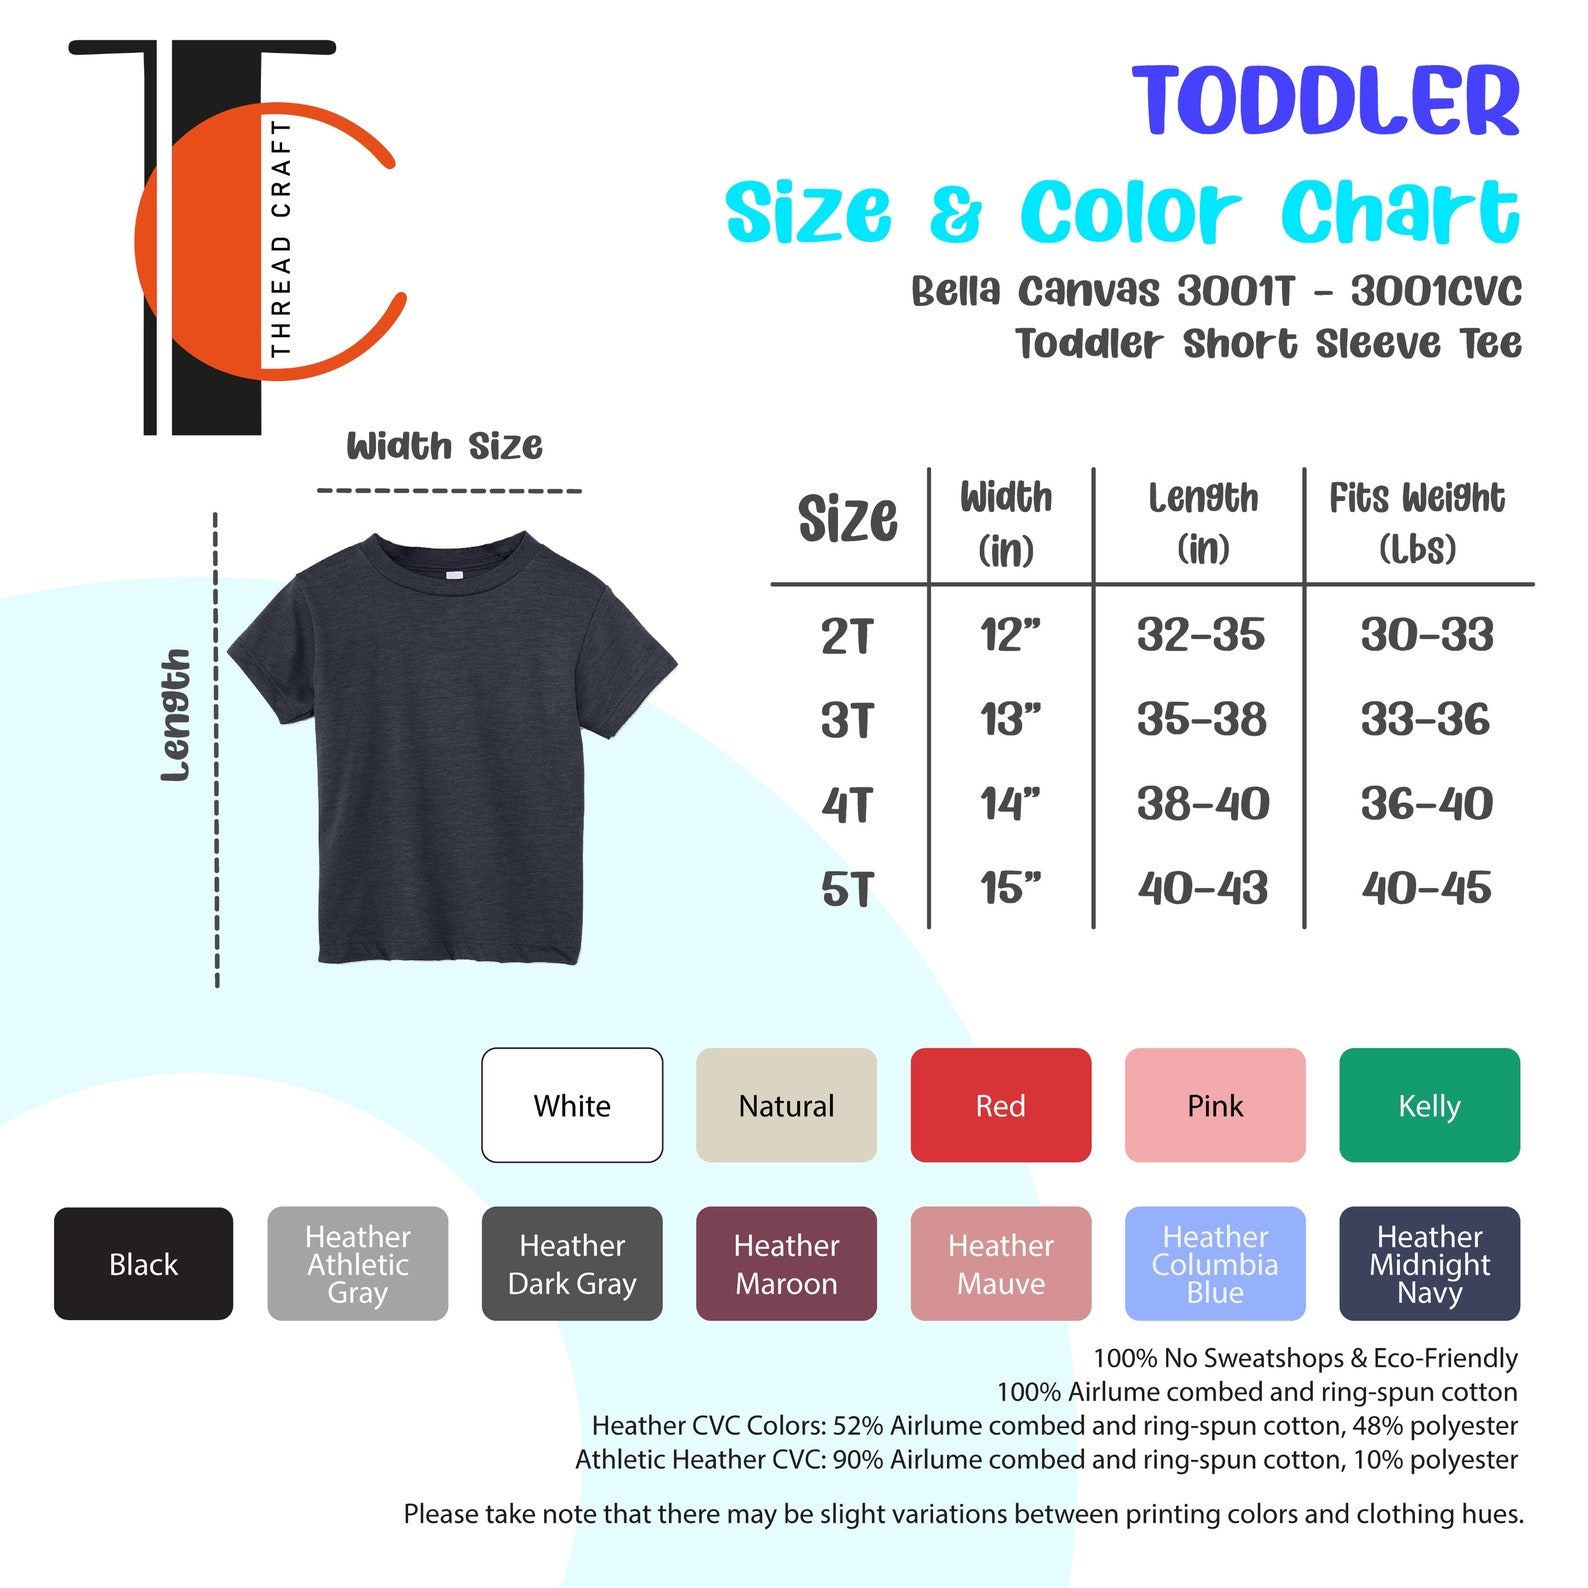 THREAD CRAFT
TODDLER
Size & Color Chart
Bella Canvas 3001T - 3001CVC
Toddler Short Sleeve Tee
Width Size
Length
Size Width (in) Length (in) Fits Weight (Lbs)
2T 12” 32-35 30-33
3T 13” 35-38 33-36
4T 14” 38-40 36-40
5T 15” 40-43 40-45
White Natural Red Pink Kelly
Black Heather Athletic Gray Heather Dark Gray Heather Maroon Heather Mauve Heather Columbia Blue Heather Midnight Navy
100% No Sweatshops & Eco-Friendly
100% Airlume combed and ring-spun cotton
Heather CVC Colors: 52% Airlume combed and ring-spun cotton, 48% polyester
Athletic Heather CVC: 90% Airlume combed and ring-spun cotton, 10% polyester
Please take note that there may be slight variations between printing colors and clothing hues.